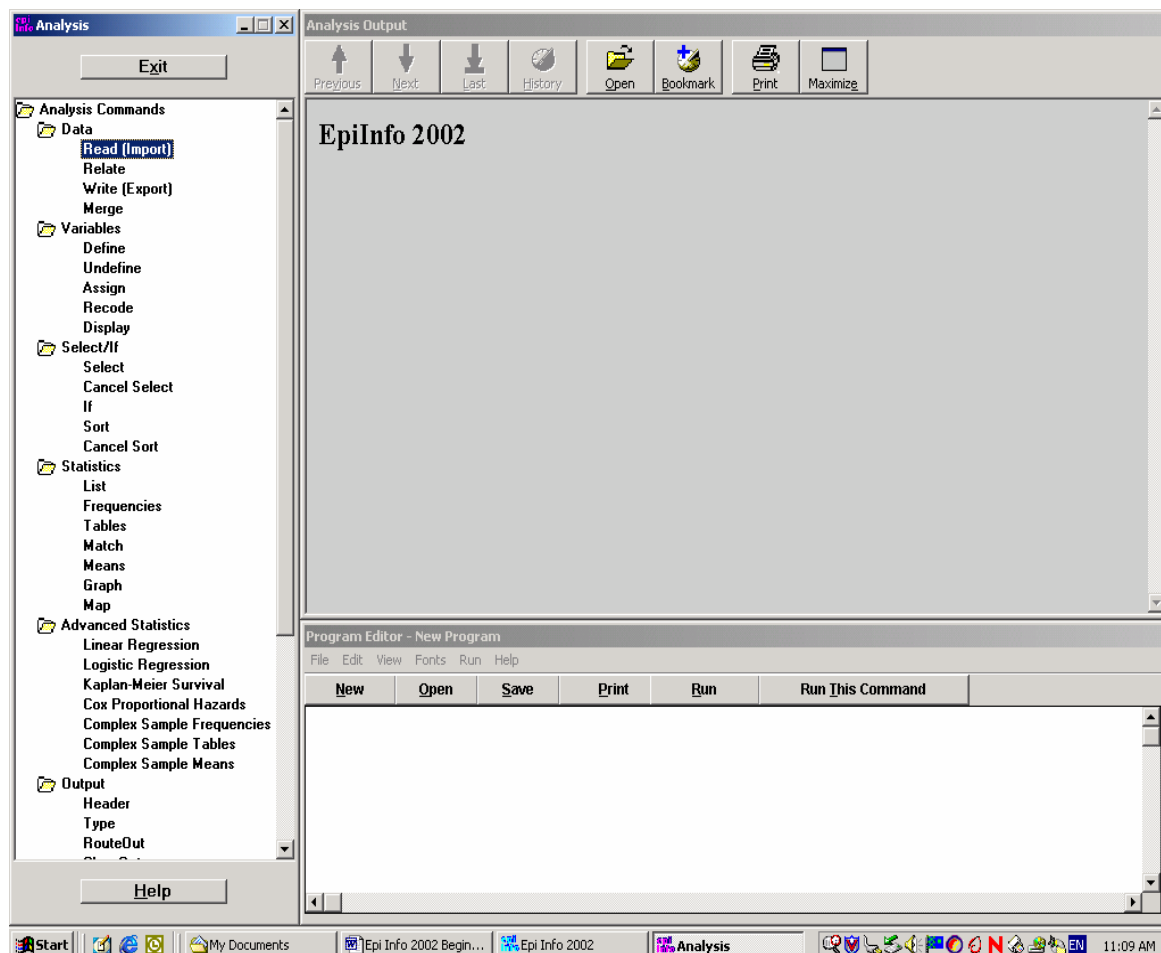 Epi Info Analysis
Exit
Analysis Commands
Data
Read (Import)
Relate
Write (Export)
Merge
Variables
Define
Undefine
Assign
Recode
Display
Select/If
Select
Cancel Select
If
Sort
Cancel Sort
Statistics
List
Frequencies
Tables
Match
Means
Graph
Map
Advanced Statistics
Linear Regression
Logistic Regression
Kaplan-Meier Survival
Cox Proportional Hazards
Complex Sample Frequencies
Complex Sample Tables
Complex Sample Means
Output
Header
Type
RouteOut
Help
Analysis Output
Previous Next Last History Open Bookmark Print Maximize
EpiInfo 2002
Program Editor - New Program
File Edit View Fonts Run Help
New Open Save Print Run Run This Command
Start My Documents Epi Info 2002 Begin... Epi Info 2002 Analysis N EN 11:09 AM